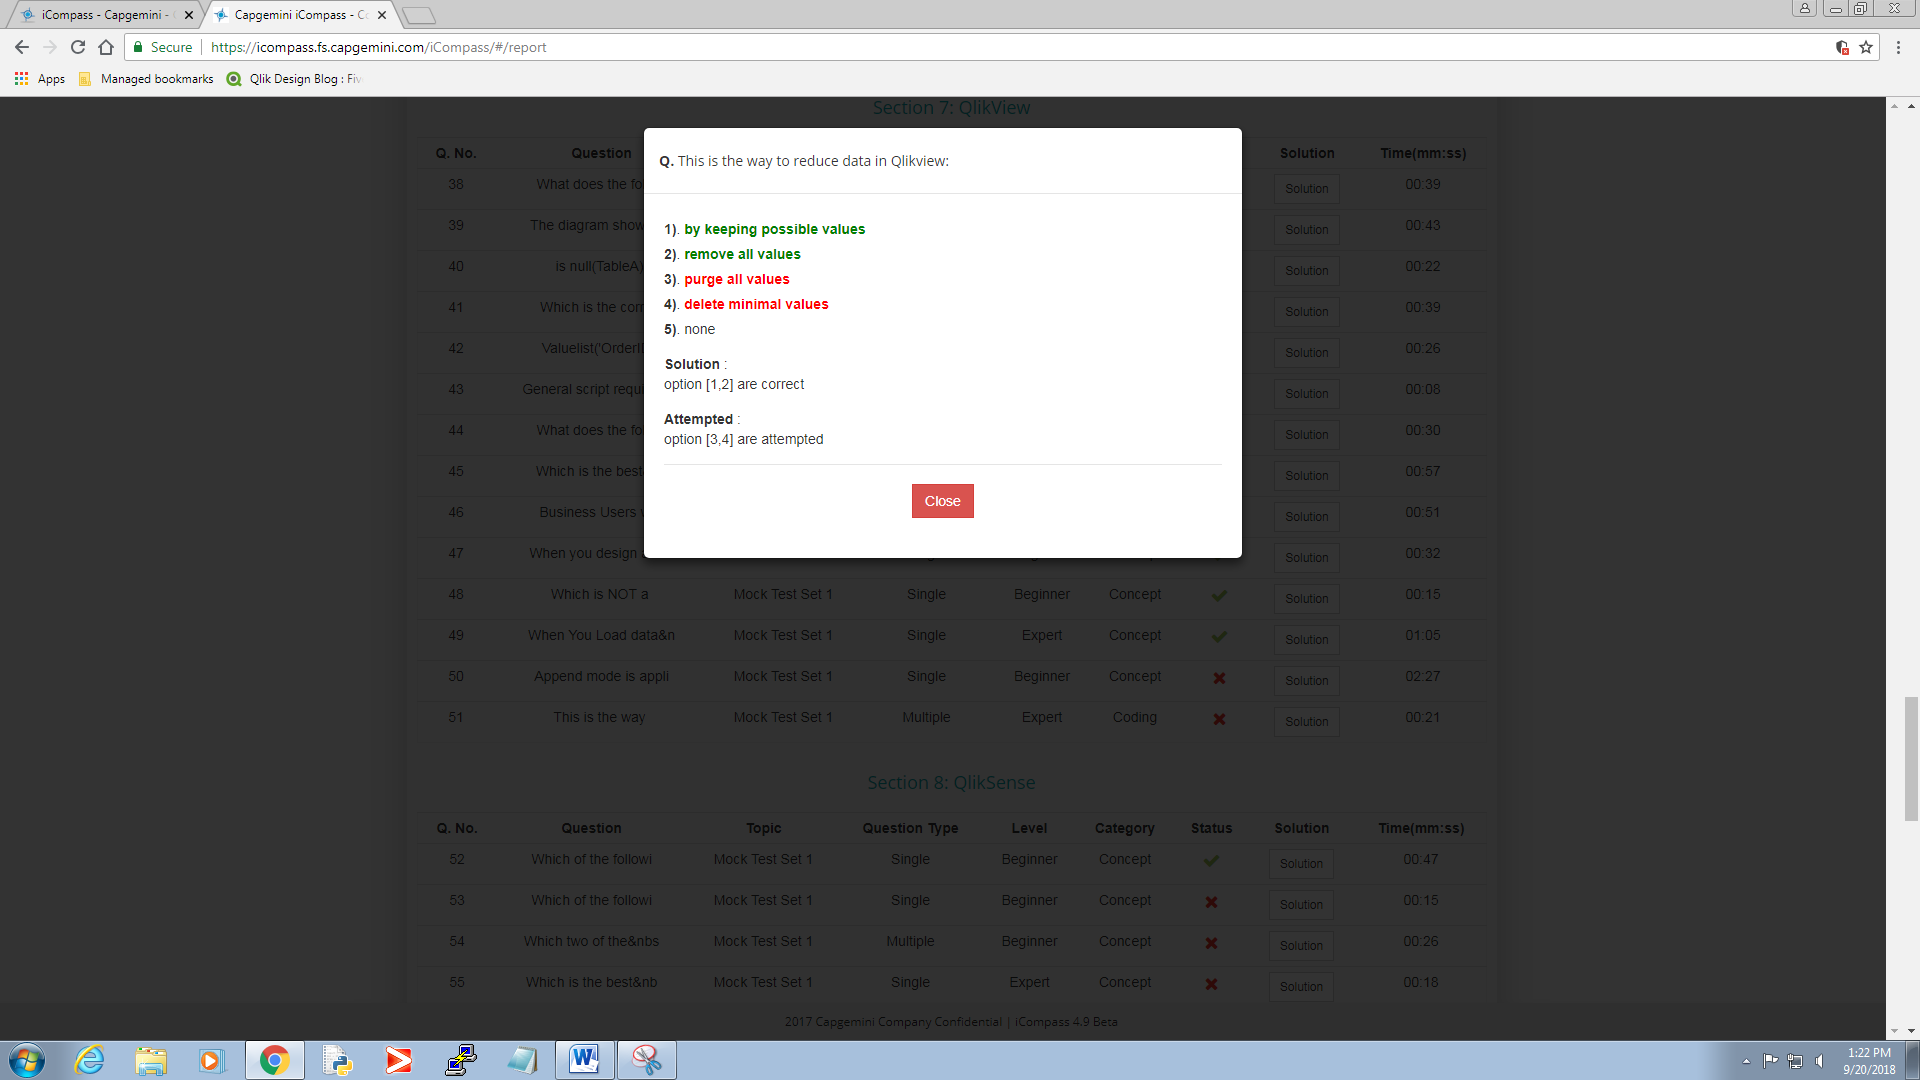 iCompass - Capgemini -
Capgemini iCompass - C
Secure
https://icompass.fs.capgemini.com/iCompass/#/report
Apps
Managed bookmarks
Qlik Design Blog : Fiv
Section 7: QlikView
Q. No. Question Solution Time(mm:ss)
Q. This is the way to reduce data in Qlikview:
1). by keeping possible values
2). remove all values
3). purge all values
4). delete minimal values
5). none
Solution :
option [1,2] are correct
Attempted :
option [3,4] are attempted
Close
38 What does the fo Solution 00:39
39 The diagram show Solution 00:43
40 is null(TableA) Solution 00:22
41 Which is the corr Solution 00:39
42 Valuelist('OrderI Solution 00:26
43 General script requi Solution 00:08
44 What does the fo Solution 00:30
45 Which is the best Solution 00:57
46 Business Users Solution 00:51
47 When you design Solution 00:32
48 Which is NOT a Mock Test Set 1 Single Beginner Concept Solution 00:15
49 When You Load data&n Mock Test Set 1 Single Expert Concept Solution 01:05
50 Append mode is appli Mock Test Set 1 Single Beginner Concept Solution 02:27
51 This is the way Mock Test Set 1 Multiple Expert Coding Solution 00:21
Section 8: QlikSense
Q. No. Question Topic Question Type Level Category Status Solution Time(mm:ss)
52 Which of the followi Mock Test Set 1 Single Beginner Concept Solution 00:47
53 Which of the followi Mock Test Set 1 Single Beginner Concept Solution 00:15
54 Which two of the&nbs Mock Test Set 1 Multiple Beginner Concept Solution 00:26
55 Which is the best&nb Mock Test Set 1 Single Expert Concept Solution 00:18
2017 Capgemini Company Confidential | iCompass 4.9 Beta
1:22 PM
9/20/2018